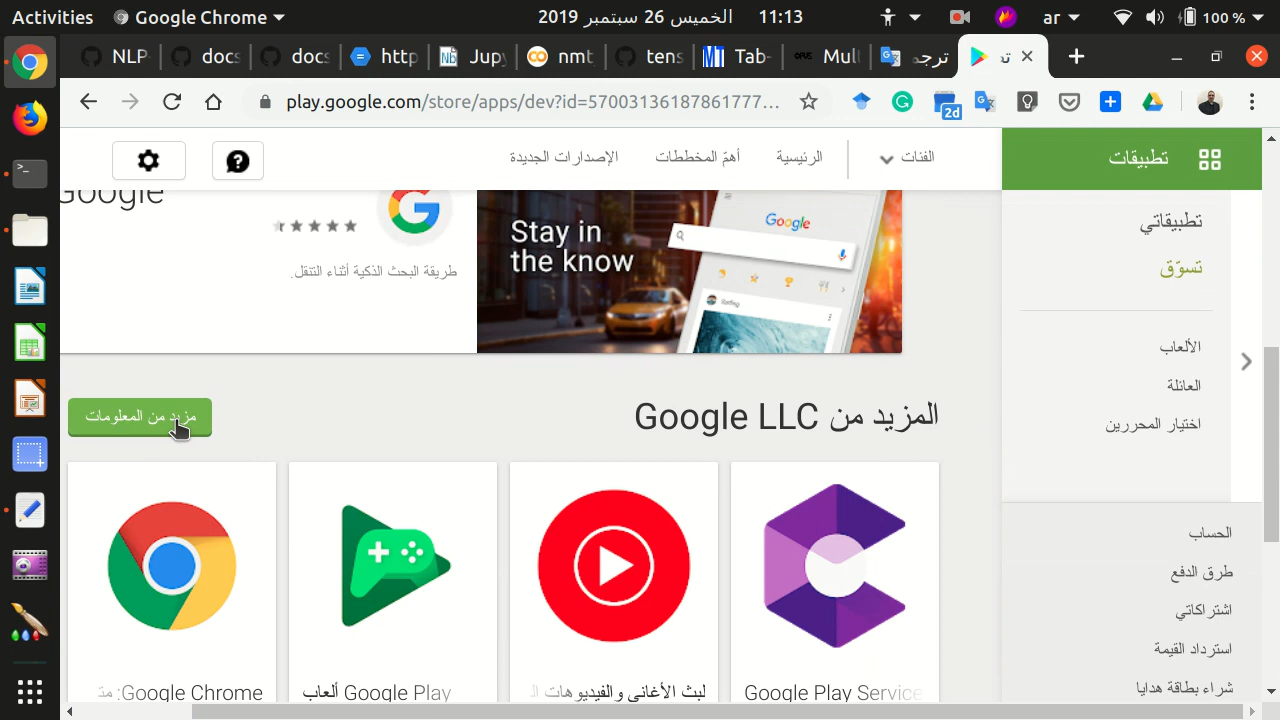 Activities
Google Chrome
الخميس 26 سبتمبر 2019
11:13
ar
100 %
NLP
docs
docs
http
Jupy
nmt
tens
Tab-
Mult
ترجم
play.google.com/store/apps/dev?id=57003136187861777...
2d
تطبيقات
الفئات
الرئيسية
أهمّ المخططات
الإصدارات الجديدة
تطبيقاتي
تسوّق
الألعاب
العائلة
اختيار المحررين
الحساب
طرق الدفع
اشتراكاتي
استرداد القيمة
شراء بطاقة هدايا
Google
طريقة البحث الذكية أثناء التنقل.
Stay in
the know
Google
المزيد من Google LLC
مزيد من المعلومات
Google Play Service
لبث الأغاني والفيديوهات
Google Play ألعاب
Google Chrome: